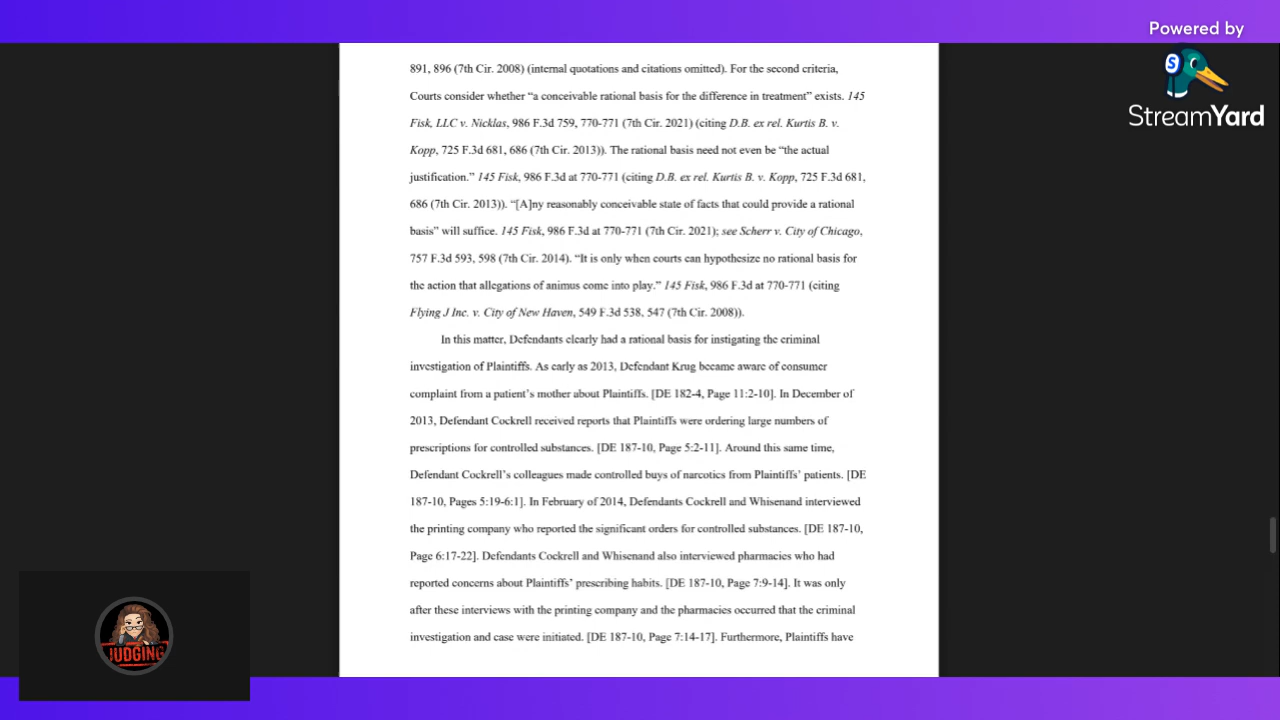 Powered by
S
StreamYard
891, 896 (7th Cir. 2008) (internal quotations and citations omitted). For the second criteria,
Courts consider whether “a conceivable rational basis for the difference in treatment” exists. 145
Fisk, LLC v. Nicklas, 986 F.3d 759, 770-771 (7th Cir. 2021) (citing D.B. ex rel. Kurtis B. v.
Kopp, 725 F.3d 681, 686 (7th Cir. 2013)). The rational basis need not even be “the actual
justification.” 145 Fisk, 986 F.3d at 770-771 (citing D.B. ex rel. Kurtis B. v. Kopp, 725 F.3d 681,
686 (7th Cir. 2013)). “[A]ny reasonably conceivable state of facts that could provide a rational
basis” will suffice. 145 Fisk, 986 F.3d at 770-771 (7th Cir. 2021); see Scherr v. City of Chicago,
757 F.3d 593, 598 (7th Cir. 2014). “It is only when courts can hypothesize no rational basis for
the action that allegations of animus come into play.” 145 Fisk, 986 F.3d at 770-771 (citing
Flying J Inc. v. City of New Haven, 549 F.3d 538, 547 (7th Cir. 2008)).
In this matter, Defendants clearly had a rational basis for instigating the criminal
investigation of Plaintiffs. As early as 2013, Defendant Krug became aware of consumer
complaint from a patient’s mother about Plaintiffs. [DE 182-4, Page 11:2-10]. In December of
2013, Defendant Cockrell received reports that Plaintiffs were ordering large numbers of
prescriptions for controlled substances. [DE 187-10, Page 5:2-11]. Around this same time,
Defendant Cockrell’s colleagues made controlled buys of narcotics from Plaintiffs’ patients. [DE
187-10, Pages 5:19-6:1]. In February of 2014, Defendants Cockrell and Whisenand interviewed
the printing company who reported the significant orders for controlled substances. [DE 187-10,
Page 6:17-22]. Defendants Cockrell and Whisenand also interviewed pharmacies who had
reported concerns about Plaintiffs’ prescribing habits. [DE 187-10, Page 7:9-14]. It was only
after these interviews with the printing company and the pharmacies occurred that the criminal
investigation and case were initiated. [DE 187-10, Page 7:14-17]. Furthermore, Plaintiffs have
JUDGING